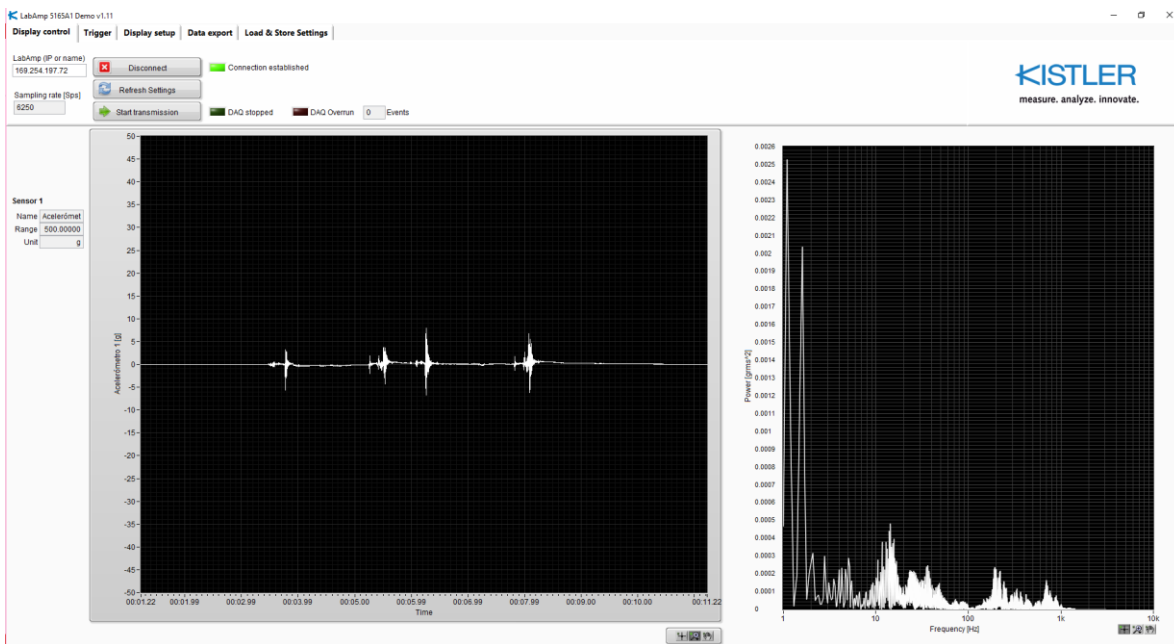 LabAmp 5165A1 Demo v1.11
Display control Trigger Display setup Data export Load & Store Settings
LabAmp (IP or name)
169.254.197.72
Disconnect
Connection established
Refresh Settings
Sampling rate [Sps]
6250
Start transmission
DAQ stopped
DAQ Overrun
0 Events
KISTLER
measure. analyze. innovate.
Sensor 1
Name Acelerómet
Range 500.00000
Unit g
Acelerómetro 1 [g]
50
45
40
35
30
25
20
15
10
5
0
-5
-10
-15
-20
-25
-30
-35
-40
-45
-50
00:01.22 00:01.99 00:02.99 00:03.99 00:05.00 00:05.99 00:06.99 00:07.99 00:09.00 00:10.00 00:11.22
Time
Power [grms^2]
0.0026
0.0025
0.0024
0.0023
0.0022
0.0021
0.002
0.0019
0.0018
0.0017
0.0016
0.0015
0.0014
0.0013
0.0012
0.0011
0.001
0.0009
0.0008
0.0007
0.0006
0.0005
0.0004
0.0003
0.0002
0.0001
0
1 10 100 1k 10k
Frequency [Hz]